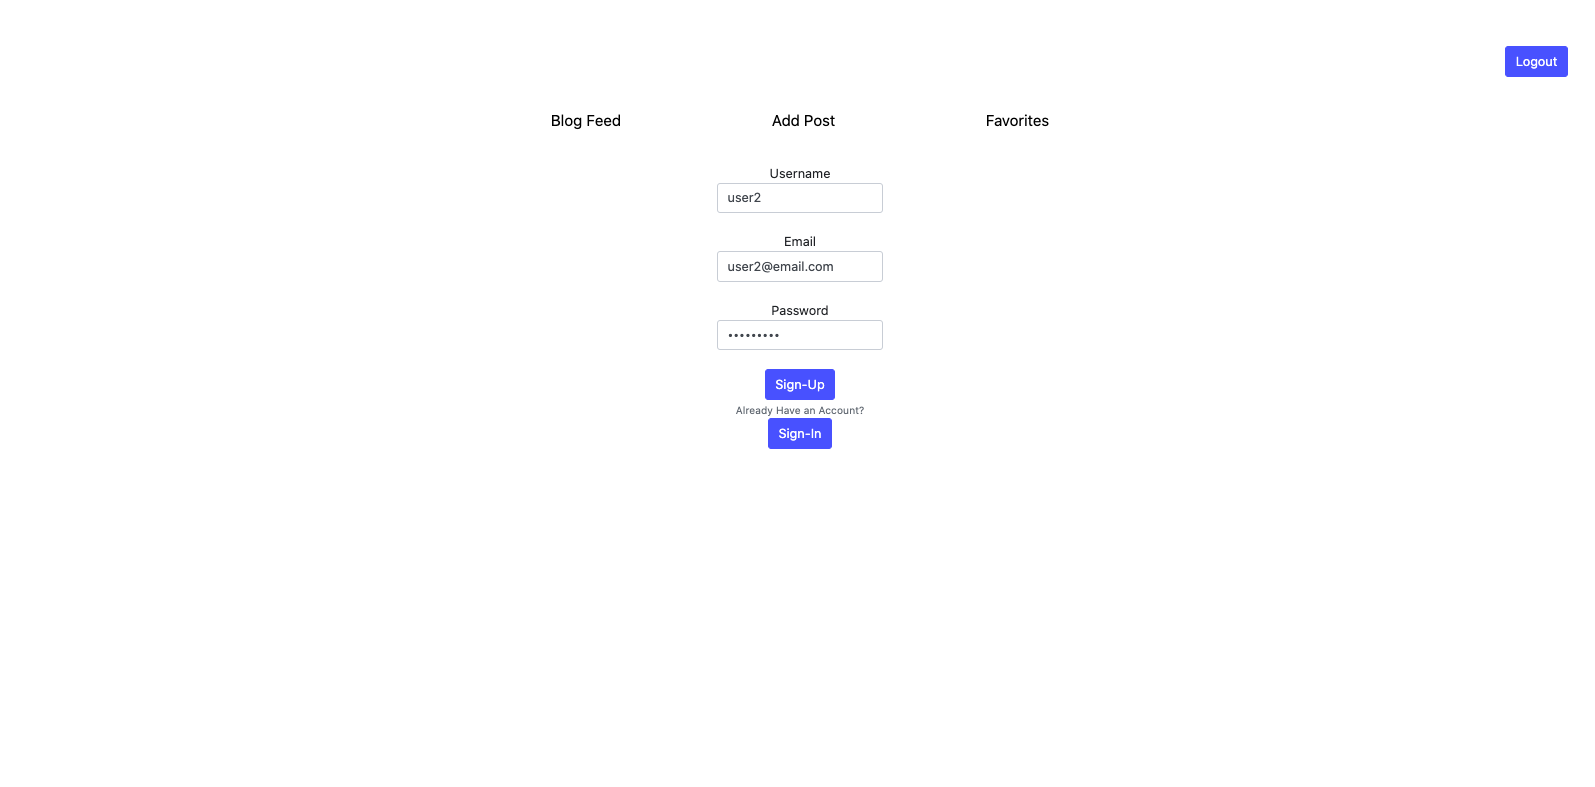 Logout
Blog Feed Add Post Favorites
Username
user2
Email
user2@email.com
Password
•••••••••
Sign-Up
Already Have an Account?
Sign-In